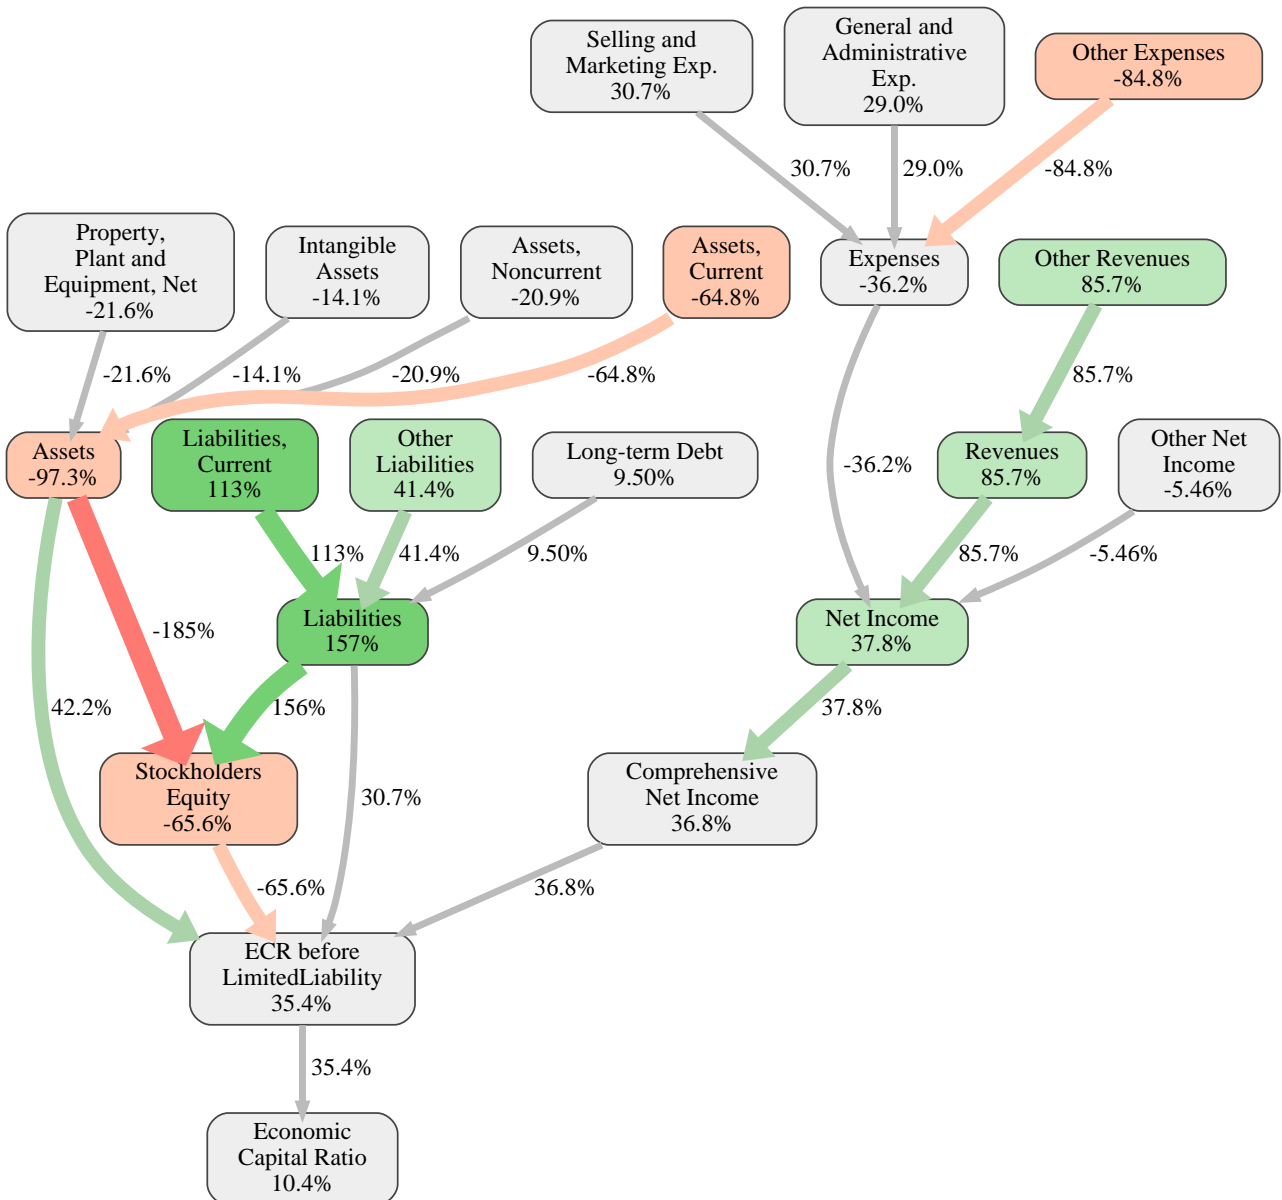 Selling and
Marketing Exp.
30.7%
General and
Administrative
Exp.
29.0%
Other Expenses
-84.8%
30.7%
29.0%
-84.8%
Property,
Plant and
Equipment, Net
-21.6%
Intangible
Assets
-14.1%
Assets,
Noncurrent
-20.9%
Assets,
Current
-64.8%
Expenses
-36.2%
Other Revenues
85.7%
-21.6%
-14.1%
-20.9%
-64.8%
85.7%
Assets
-97.3%
Liabilities,
Current
113%
Other
Liabilities
41.4%
Long-term Debt
9.50%
-36.2%
Revenues
85.7%
Other Net
Income
-5.46%
113%
41.4%
9.50%
85.7%
-5.46%
-185%
Liabilities
157%
Net Income
37.8%
42.2%
156%
37.8%
Stockholders
Equity
-65.6%
30.7%
Comprehensive
Net Income
36.8%
-65.6%
36.8%
ECR before
LimitedLiability
35.4%
35.4%
Economic
Capital Ratio
10.4%